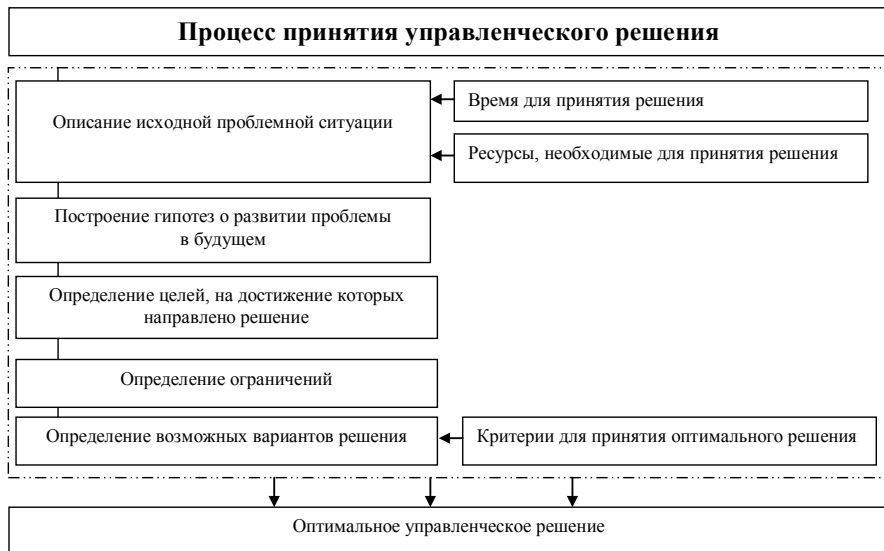 Процесс принятия управленческого решения
Описание исходной проблемной ситуации
Время для принятия решения
Ресурсы, необходимые для принятия решения
Построение гипотез о развитии проблемы
в будущем
Определение целей, на достижение которых
направлено решение
Определение ограничений
Определение возможных вариантов решения
Критерии для принятия оптимального решения
Оптимальное управленческое решение